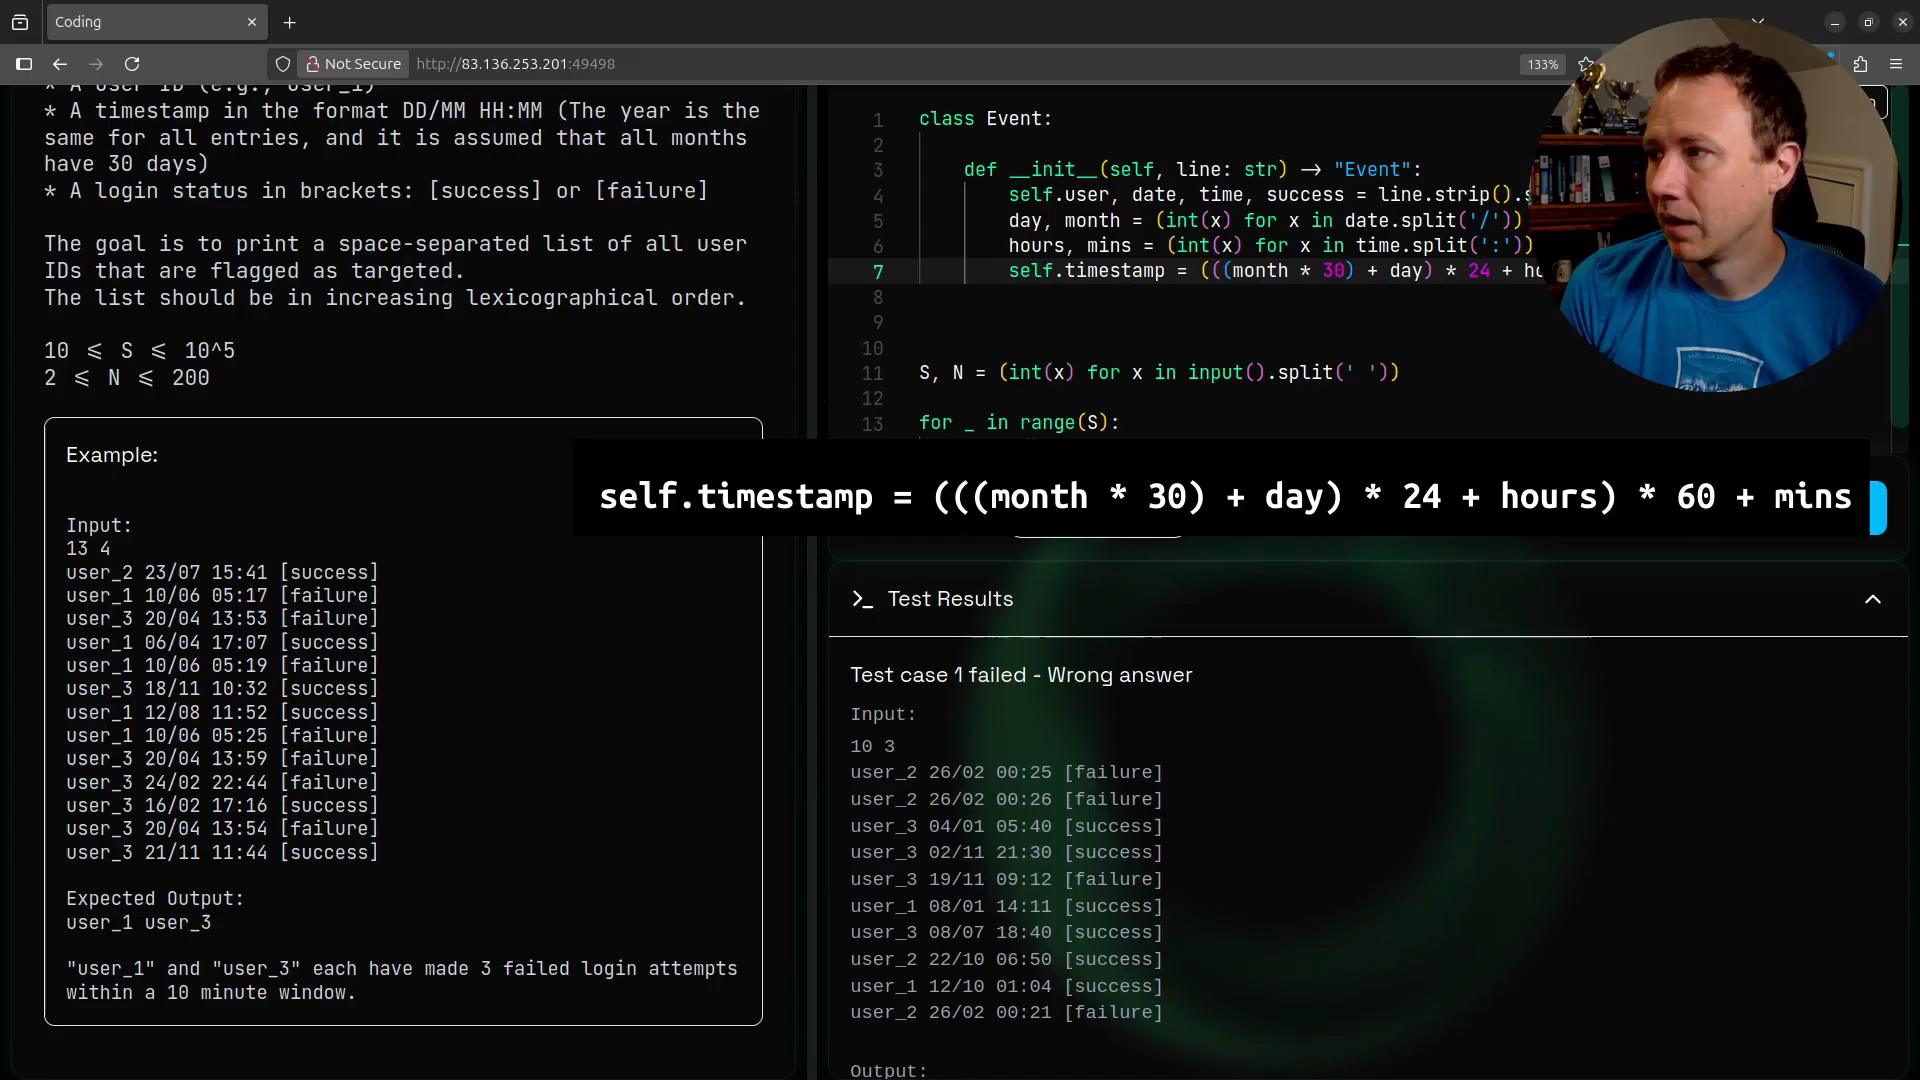 Coding
Not Secure
http://83.136.253.201:49498
133%
* A timestamp in the format DD/MM HH:MM (The year is the
same for all entries, and it is assumed that all months
have 30 days)
* A login status in brackets: [success] or [failure]
The goal is to print a space-separated list of all user
IDs that are flagged as targeted.
The list should be in increasing lexicographical order.
10 ⩽ S ⩽ 10^5
2 ⩽ N ⩽ 200
Example:
Input:
13 4
user_2 23/07 15:41 [success]
user_1 10/06 05:17 [failure]
user_3 20/04 13:53 [failure]
user_1 06/04 17:07 [success]
user_1 10/06 05:19 [failure]
user_3 18/11 10:32 [success]
user_1 12/08 11:52 [success]
user_1 10/06 05:25 [failure]
user_3 20/04 13:59 [failure]
user_3 24/02 22:44 [failure]
user_3 16/02 17:16 [success]
user_3 20/04 13:54 [failure]
user_3 21/11 11:44 [success]
Expected Output:
user_1 user_3
"user_1" and "user_3" each have made 3 failed login attempts
within a 10 minute window.
1 class Event:
2
3 def __init__(self, line: str) → "Event":
4 self.user, date, time, success = line.strip().s
5 day, month = (int(x) for x in date.split('/'))
6 hours, mins = (int(x) for x in time.split(':'))
7 self.timestamp = (((month * 30) + day) * 24 + ho
8
9
10
11 S, N = (int(x) for x in input().split(' '))
12
13 for _ in range(S):
self.timestamp = (((month * 30) + day) * 24 + hours) * 60 + mins
Test Results
Test case 1 failed - Wrong answer
Input:
10 3
user_2 26/02 00:25 [failure]
user_2 26/02 00:26 [failure]
user_3 04/01 05:40 [success]
user_3 02/11 21:30 [success]
user_3 19/11 09:12 [failure]
user_1 08/01 14:11 [success]
user_3 08/07 18:40 [success]
user_2 22/10 06:50 [success]
user_1 12/10 01:04 [success]
user_2 26/02 00:21 [failure]
Output: